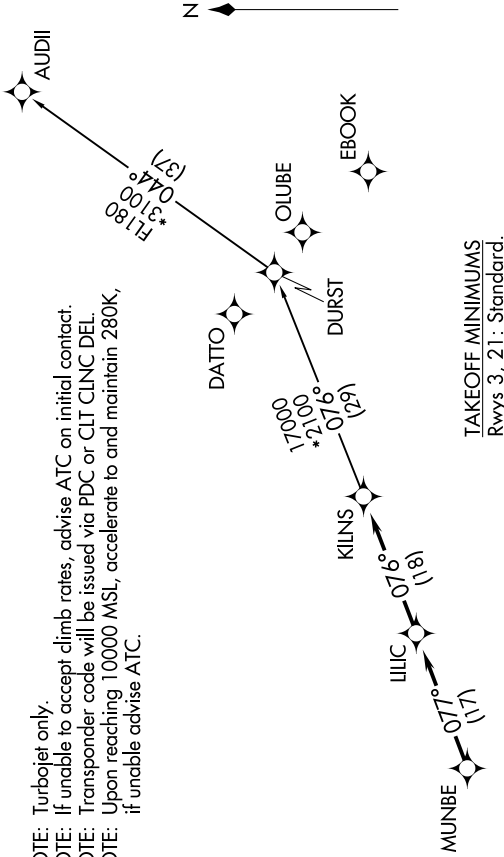 AUDII
N
FL180
*3100
044°
(37)
OLUBE
EBOOK
DATTO
DURST
17000
*2100
076°
(29)
KILNS
076°
(18)
LILIC
077°
(17)
MUNBE
OTE: Turbojet only.
OTE: If unable to accept climb rates, advise ATC on initial contact.
OTE: Transponder code will be issued via PDC or CLT CLNC DEL.
OTE: Upon reaching 10000 MSL, accelerate to and maintain 280K,
if unable advise ATC.
TAKEOFF MINIMUMS
Rwys 3, 21: Standard.